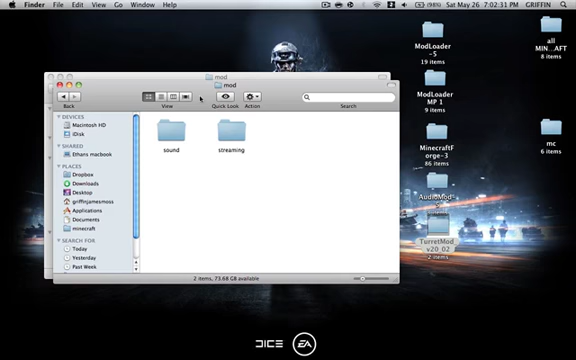 Finder File Edit View Go Window Help
(98%) Sat May 26 7:02:31 PM GRIFFIN
mod
mod
Back View Quick Look Action Search
DEVICES
Macintosh HD
iDisk
SHARED
Ethans macbook
PLACES
Dropbox
Downloads
Desktop
griffinjamesmoss
Applications
Documents
minecraft
SEARCH FOR
Today
Yesterday
Past Week
sound
streaming
2 items, 73.68 GB available
ModLoader
-5
19 items
ModLoader
MP 1
9 items
MinecraftF
orge-3
86 items
AudioMod-
TurretMod
_v20_02
2 items
all
8 items
mc
6 items
DICE EA